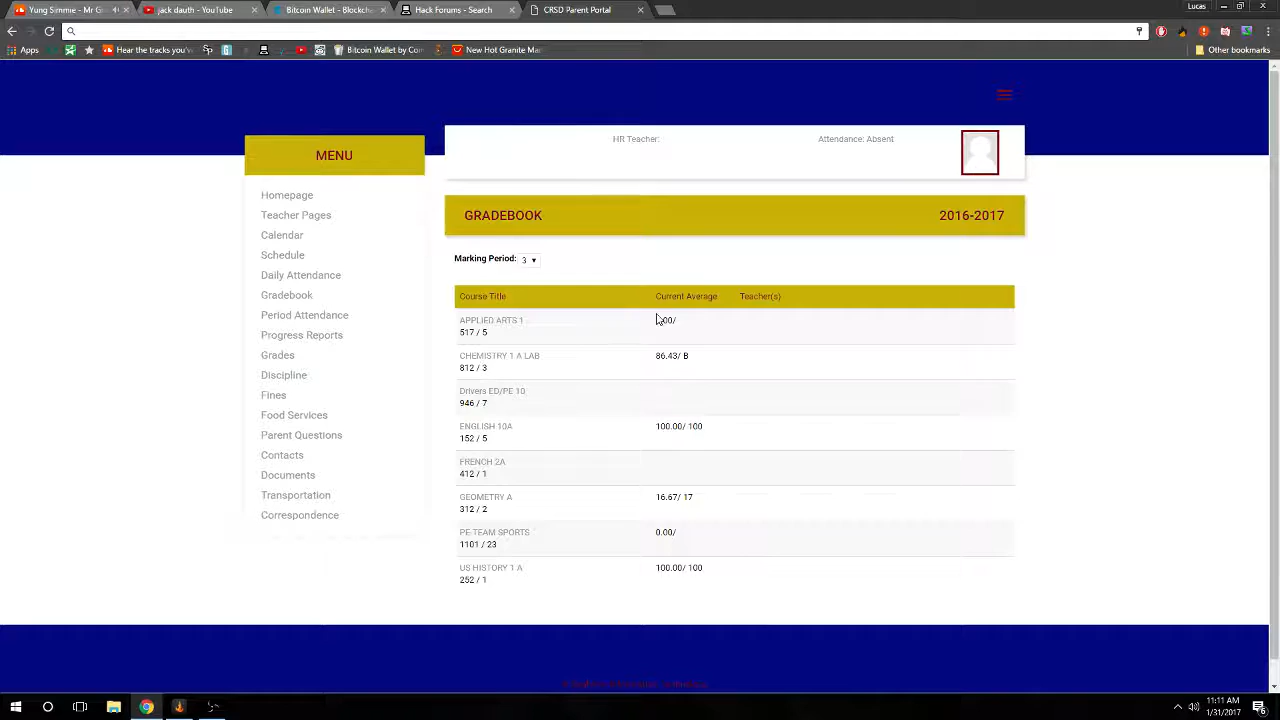 Yung Simmie - Mr Gr
jack dauth - YouTube
Bitcoin Wallet - Blockch
Hack Forums - Search
CRSD Parent Portal
Lucas
Apps
Hear the tracks you'v
Bitcoin Wallet by Coin
New Hot Granite Mac
Other bookmarks
HR Teacher:
Attendance: Absent
MENU
Homepage
Teacher Pages
Calendar
Schedule
Daily Attendance
Gradebook
Period Attendance
Progress Reports
Grades
Discipline
Fines
Food Services
Parent Questions
Contacts
Documents
Transportation
Correspondence
GRADEBOOK 2016-2017
Marking Period: 3
Course Title Current Average Teacher(s)
APPLIED ARTS 1 .00/
517 / 5
CHEMISTRY 1 A LAB 86.43/ B
812 / 3
Drivers ED/PE 10
946 / 7
ENGLISH 10A 100.00/ 100
152 / 5
FRENCH 2A
412 / 1
GEOMETRY A 16.67/ 17
312 / 2
PE TEAM SPORTS 0.00/
1101 / 23
US HISTORY 1 A 100.00/ 100
252 / 1
11:11 AM
1/31/2017